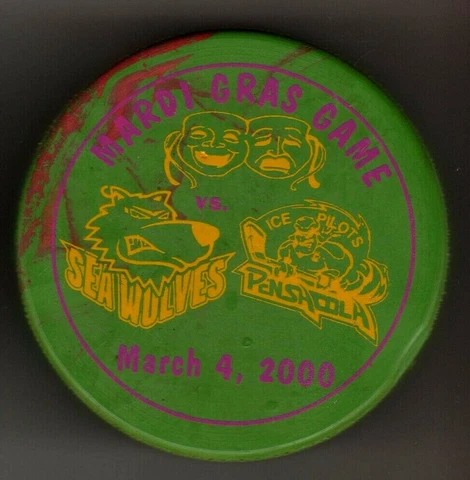 MARDI GRAS GAME
vs.
SEA WOLVES
ICE PILOTS
PENSACOLA
March 4, 2000